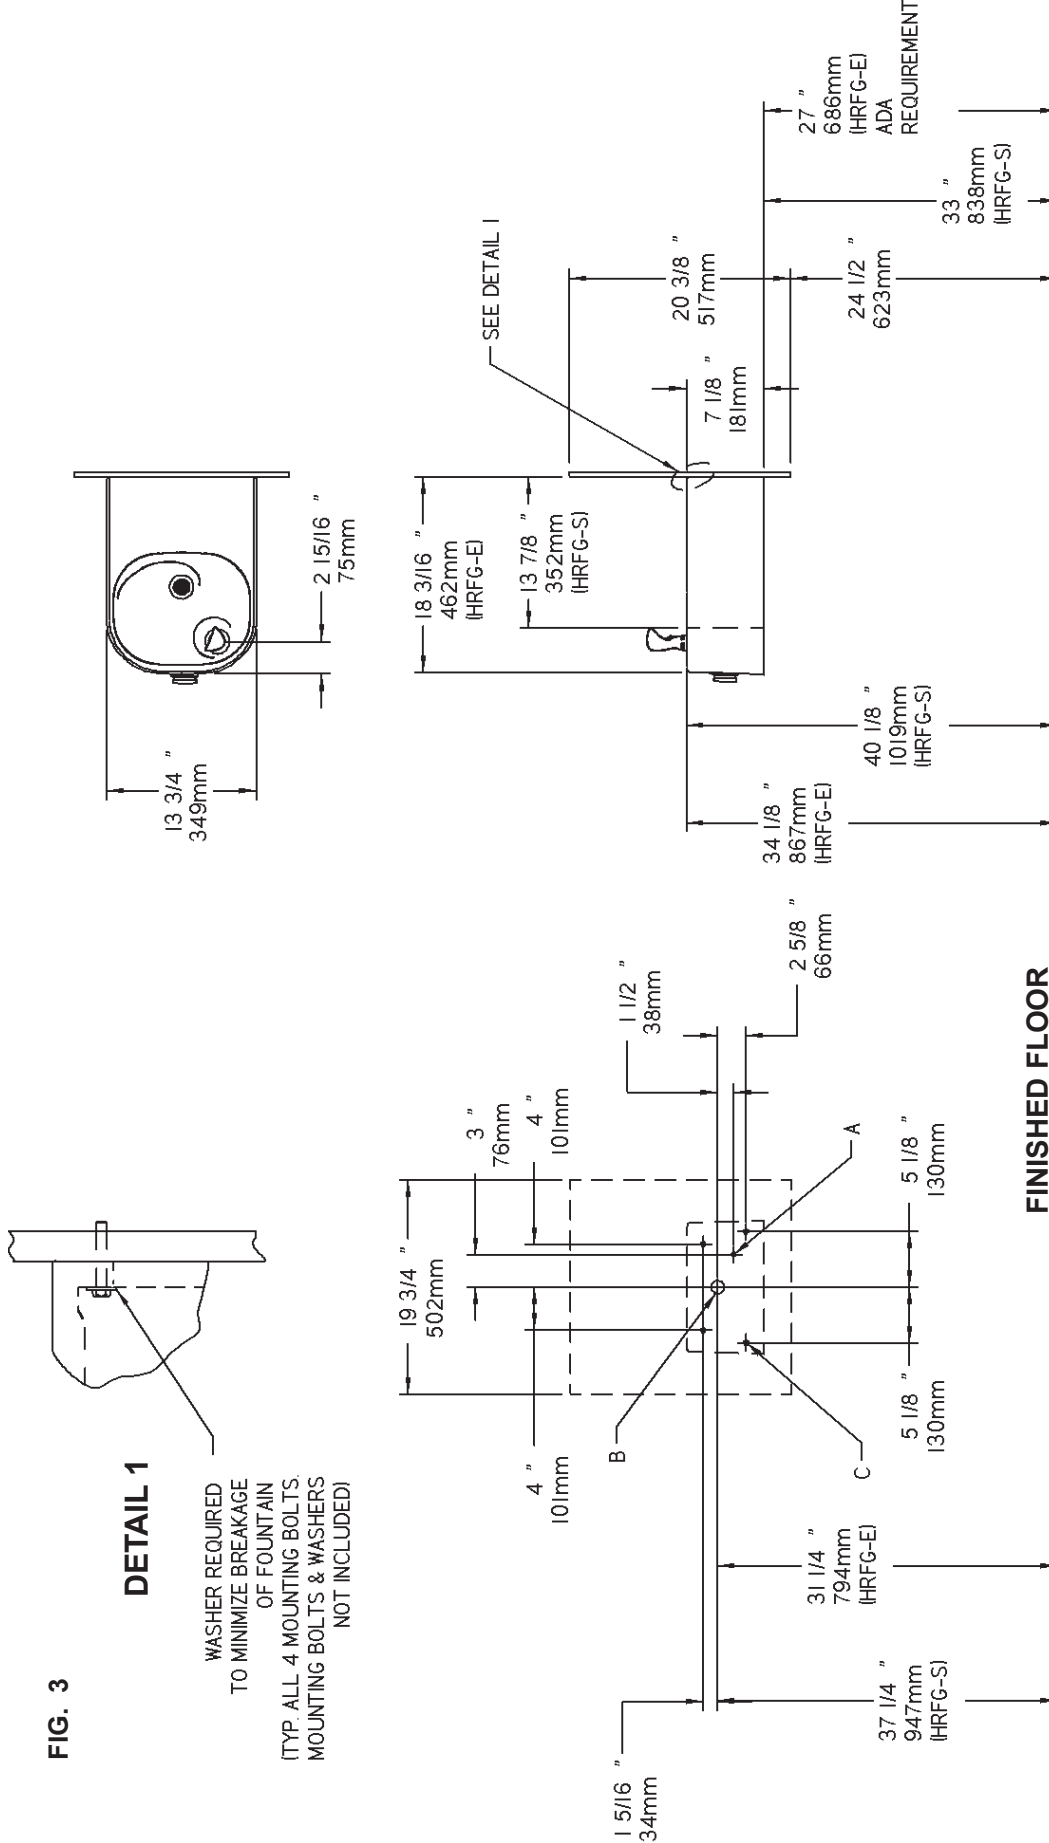 FIG. 3
DETAIL 1
WASHER REQUIRED
TO MINIMIZE BREAKAGE
OF FOUNTAIN
(TYP. ALL 4 MOUNTING BOLTS.
MOUNTING BOLTS & WASHERS
NOT INCLUDED)
13 3/4 "
349mm
2 15/16 "
75mm
19 3/4 "
502mm
3 "
76mm
4 "
101mm
4 "
101mm
1 1/2 "
38mm
2 5/8 "
66mm
B
A
C
5 1/8 "
130mm
5 1/8 "
130mm
1 5/16 "
34mm
31 1/4 "
794mm
(HRFG-E)
37 1/4 "
947mm
(HRFG-S)
18 3/16 "
462mm
(HRFG-E)
13 7/8 "
352mm
(HRFG-S)
SEE DETAIL 1
7 1/8 "
181mm
20 3/8 "
517mm
24 1/2 "
623mm
34 1/8 "
867mm
(HRFG-E)
40 1/8 "
1019mm
(HRFG-S)
27 "
686mm
(HRFG-E)
ADA
REQUIREMENT
33 "
838mm
(HRFG-S)
FINISHED FLOOR